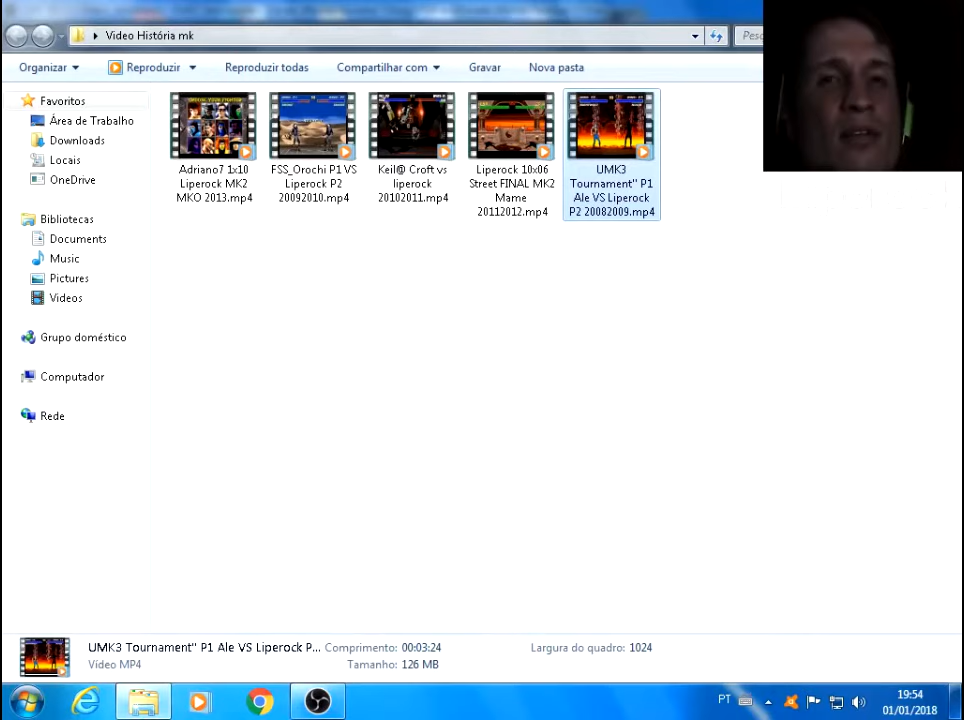 Video História mk
Pesq
Organizar
Reproduzir
Reproduzir todas
Compartilhar com
Gravar
Nova pasta
Favoritos
Área de Trabalho
Downloads
Locais
OneDrive
Bibliotecas
Documents
Music
Pictures
Videos
Grupo doméstico
Computador
Rede
Adriano7 1x10
Liperock MK2
MKO 2013.mp4
FSS_Orochi P1 VS
Liperock P2
20092010.mp4
Keil@ Croft vs
liperock
20102011.mp4
Liperock 10x06
Street FINAL MK2
Mame
20112012.mp4
UMK3
Tournament'' P1
Ale VS Liperock
P2 20082009.mp4
UMK3 Tournament'' P1 Ale VS Liperock P...
Vídeo MP4
Comprimento: 00:03:24
Tamanho: 126 MB
Largura do quadro: 1024
PT
19:54
01/01/2018